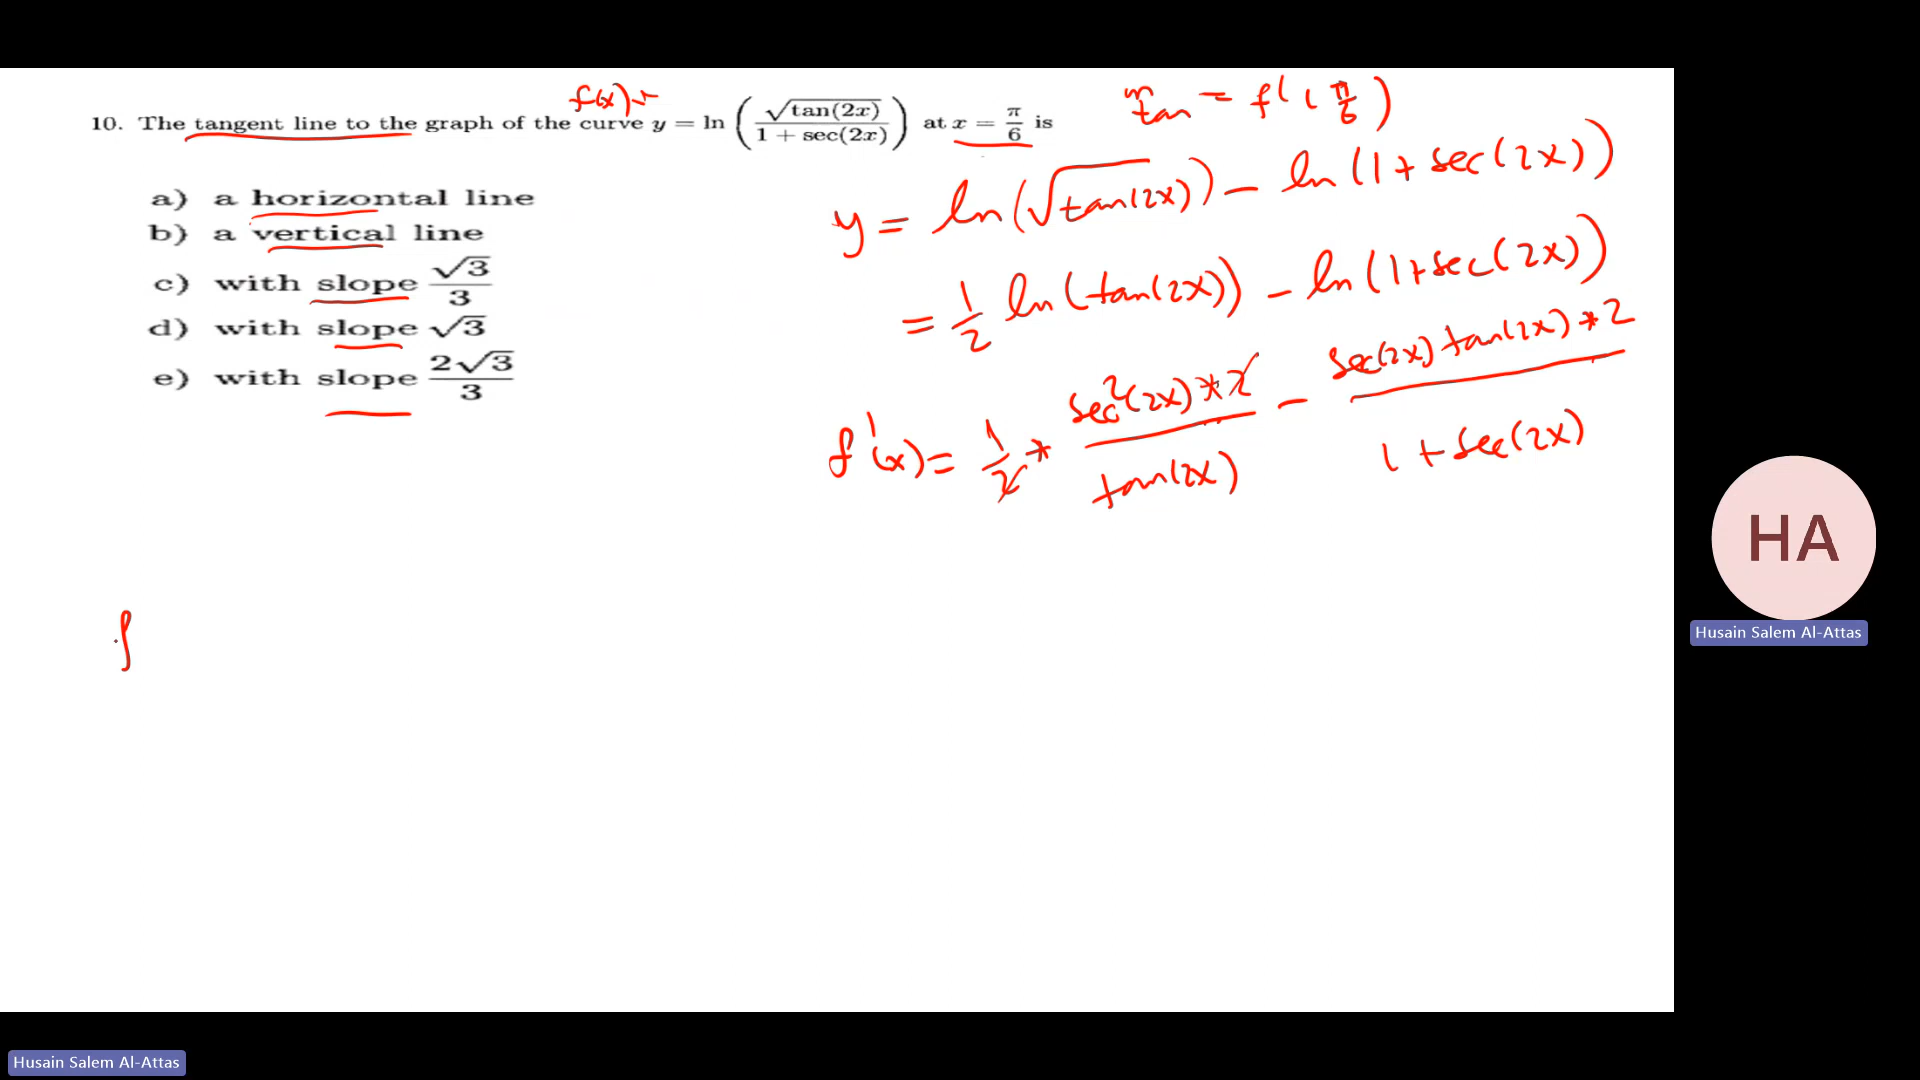 f(x)
10. The tangent line to the graph of the curve y = ln (√tan(2x) / 1 + sec(2x)) at x = π/6 is
a) a horizontal line
b) a vertical line
c) with slope √3/3
d) with slope √3
e) with slope 2√3/3
m tan = f'(π/6)
y = ln(√tan(2x)) - ln(1 + sec(2x))
= 1/2 ln(tan(2x)) - ln(1+sec(2x))
f'(x) = 1/2 * sec²(2x) * 2 / tan(2x) - sec(2x) tan(2x) * 2 / 1 + sec(2x)
f
HA
Husain Salem Al-Attas
Husain Salem Al-Attas